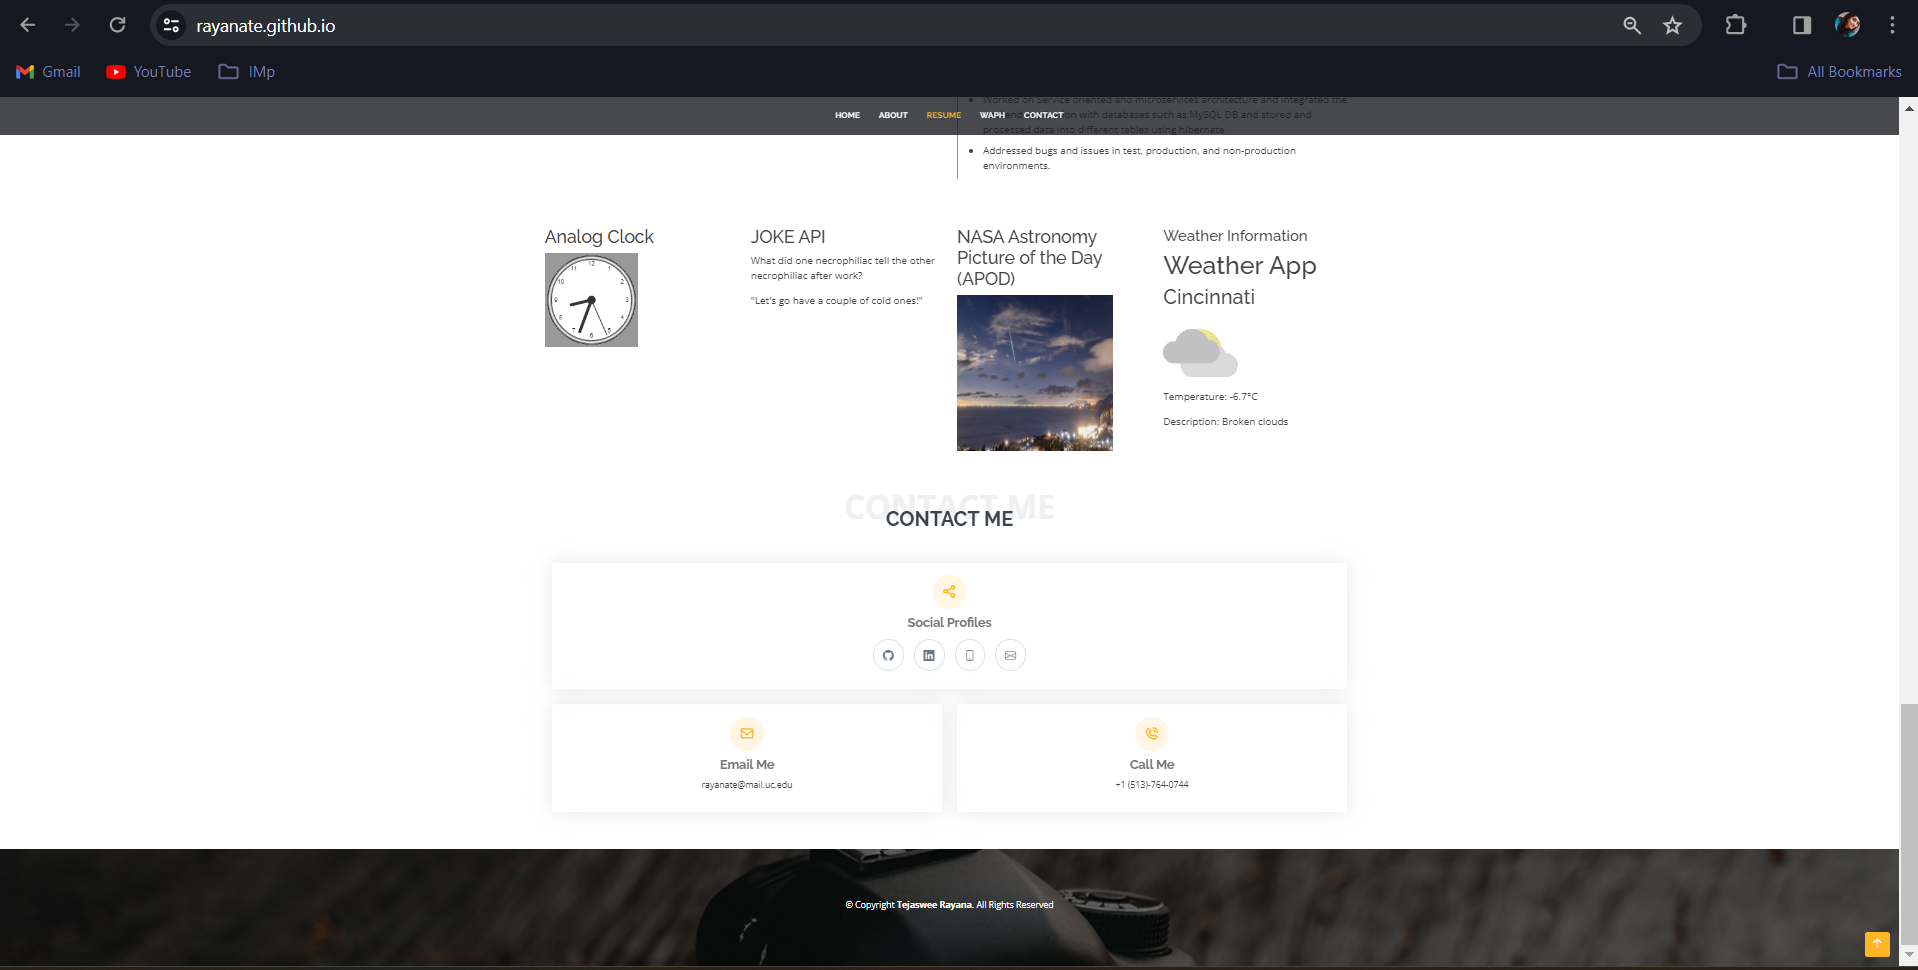 rayanate.github.io
Gmail
YouTube
IMp
All Bookmarks
HOME
ABOUT
RESUME
WAPH
CONTACT
Worked on Service oriented and microservices architecture and integrated the
on with databases such as MySQL DB and stored and
processed data into different tables using hibernate
Addressed bugs and issues in test, production, and non-production
environments.
Analog Clock
12
1
2
3
4
5
6
7
8
9
10
11
JOKE API
What did one necrophiliac tell the other
necrophiliac after work?
"Let's go have a couple of cold ones!"
NASA Astronomy
Picture of the Day
(APOD)
Weather Information
Weather App
Cincinnati
Temperature: -6.7°C
Description: Broken clouds
CONTACT ME
CONTACT ME
Social Profiles
Email Me
rayanate@mail.uc.edu
Call Me
+1 (513)-764-0744
© Copyright Tejaswee Rayana. All Rights Reserved